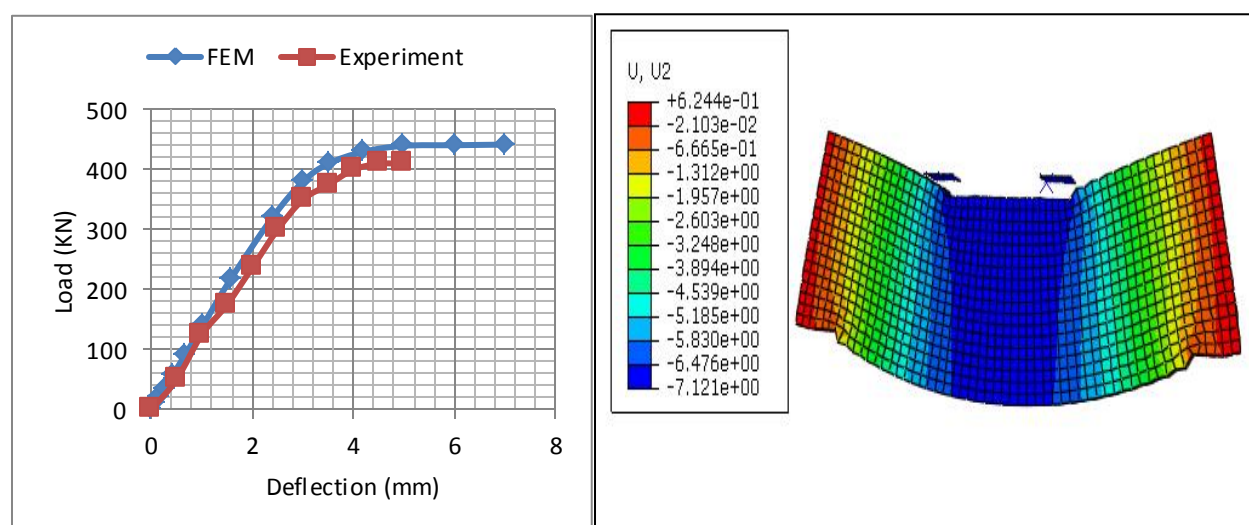 FEM Experiment
500
400
300
200
100
0
0 2 4 6 8
Load (KN)
Deflection (mm)
U, U2
+6.244e-01
-2.103e-02
-6.665e-01
-1.312e+00
-1.957e+00
-2.603e+00
-3.248e+00
-3.894e+00
-4.539e+00
-5.185e+00
-5.830e+00
-6.476e+00
-7.121e+00